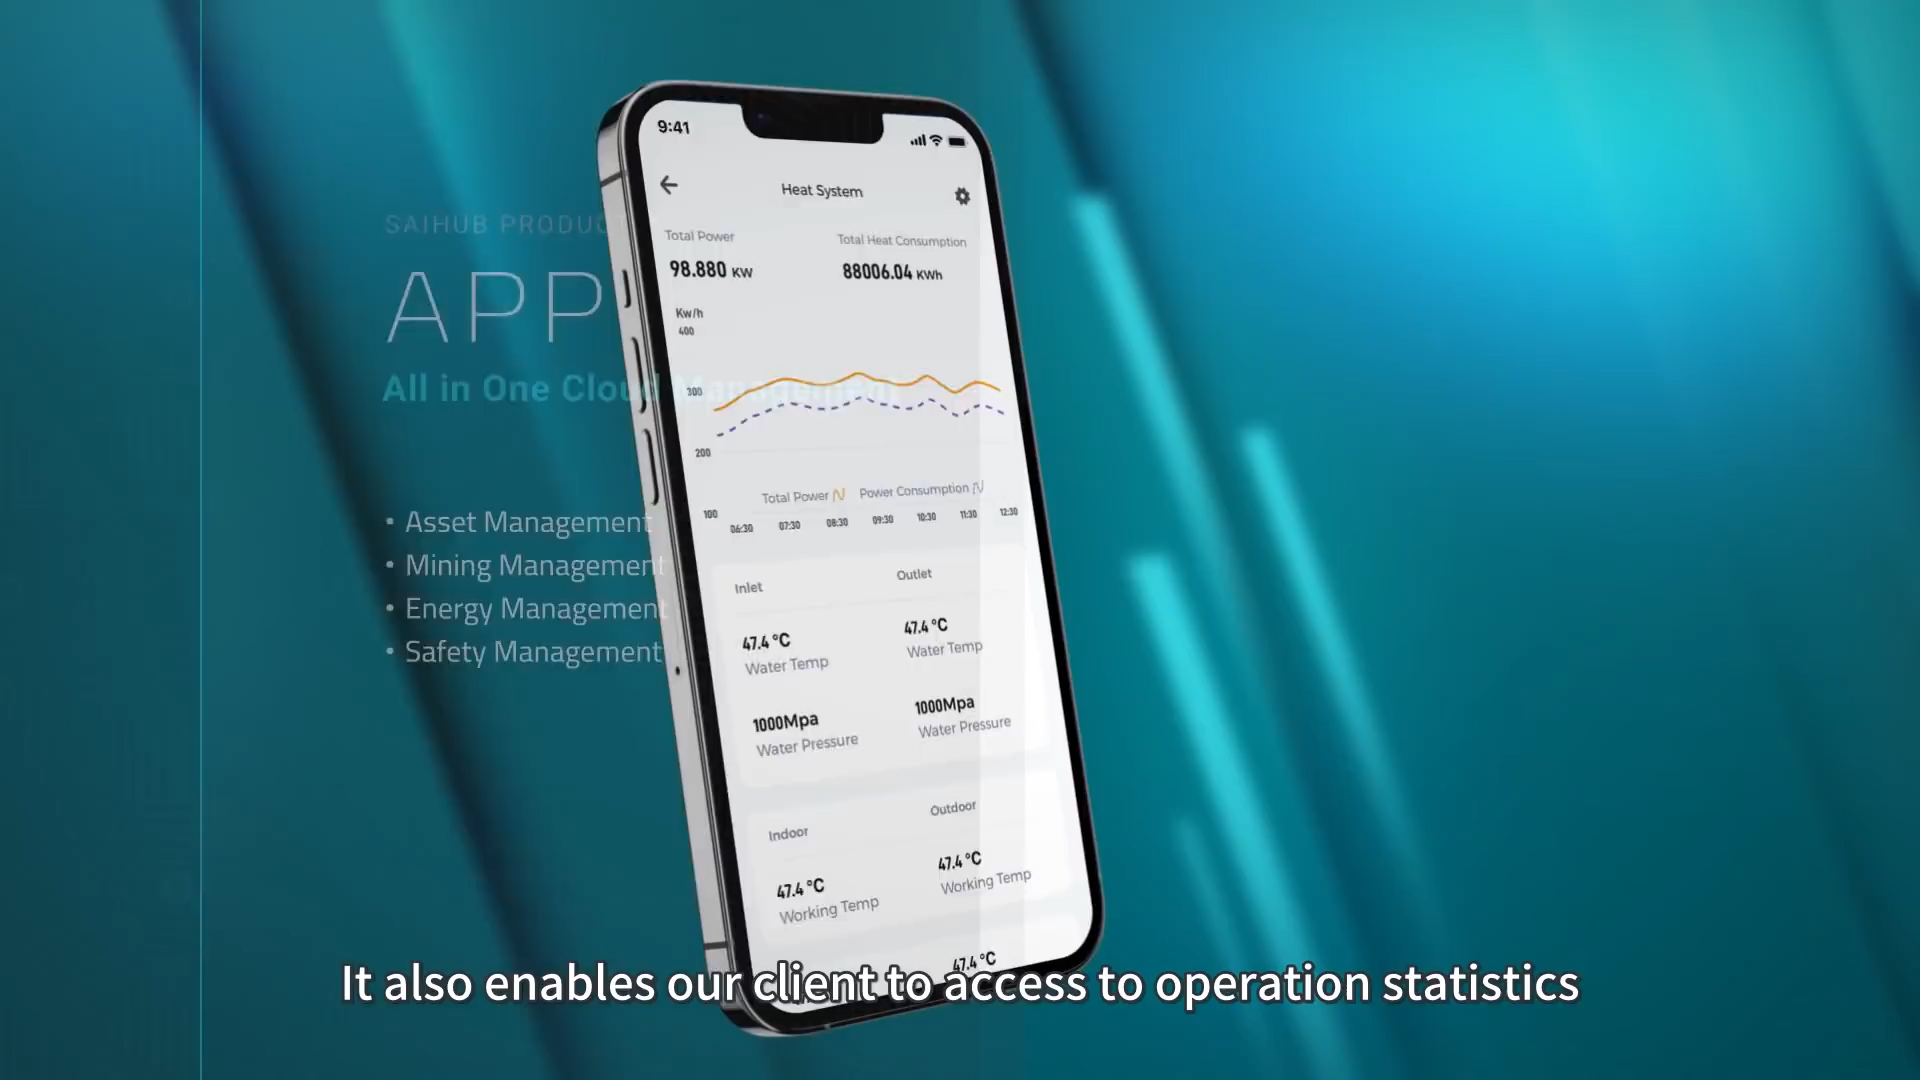 SAIHUB PRODUCT
APP
All in One Cloud Management
• Asset Management
• Mining Management
• Energy Management
• Safety Management
9:41
Heat System
Total Power
Total Heat Consumption
98.880 KW
88006.04 KWh
Kw/h
400
300
200
100
Total Power
Power Consumption
06:30 07:30 08:30 09:30 10:30 11:30 12:30
Inlet
Outlet
47.4 °C
47.4 °C
Water Temp
Water Temp
1000Mpa
1000Mpa
Water Pressure
Water Pressure
Indoor
Outdoor
47.4 °C
47.4 °C
Working Temp
Working Temp
47.4 °C
It also enables our client to access to operation statistics